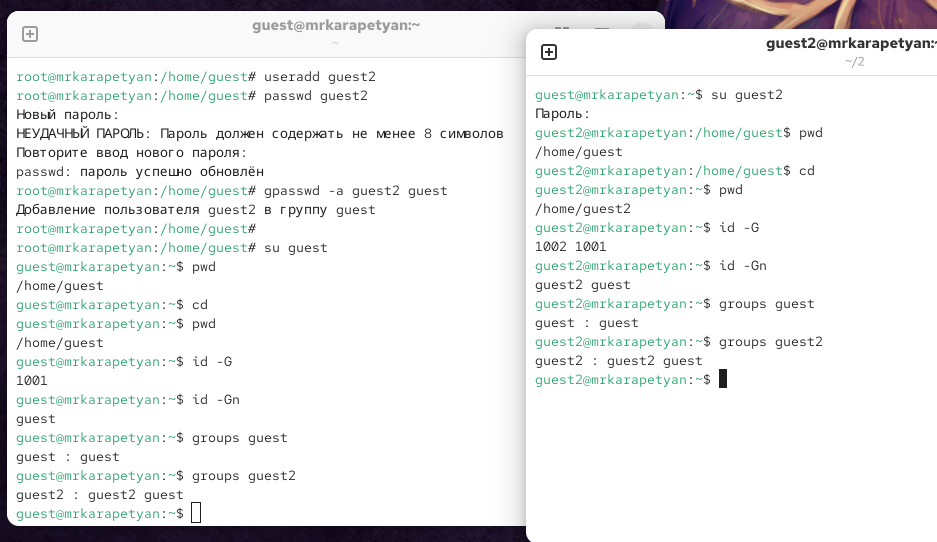 guest@mrkarapetyan:~
~
root@mrkarapetyan:/home/guest# useradd guest2
root@mrkarapetyan:/home/guest# passwd guest2
Новый пароль:
НЕУДАЧНЫЙ ПАРОЛЬ: Пароль должен содержать не менее 8 символов
Повторите ввод нового пароля:
passwd: пароль успешно обновлён
root@mrkarapetyan:/home/guest# gpasswd -a guest2 guest
Добавление пользователя guest2 в группу guest
root@mrkarapetyan:/home/guest#
root@mrkarapetyan:/home/guest# su guest
guest@mrkarapetyan:~$ pwd
/home/guest
guest@mrkarapetyan:~$ cd
guest@mrkarapetyan:~$ pwd
/home/guest
guest@mrkarapetyan:~$ id -G
1001
guest@mrkarapetyan:~$ id -Gn
guest
guest@mrkarapetyan:~$ groups guest
guest : guest
guest@mrkarapetyan:~$ groups guest2
guest2 : guest2 guest
guest@mrkarapetyan:~$
guest2@mrkarapetyan:~
~/2
guest@mrkarapetyan:~$ su guest2
Пароль:
guest2@mrkarapetyan:/home/guest$ pwd
/home/guest
guest2@mrkarapetyan:/home/guest$ cd
guest2@mrkarapetyan:~$ pwd
/home/guest2
guest2@mrkarapetyan:~$ id -G
1002 1001
guest2@mrkarapetyan:~$ id -Gn
guest2 guest
guest2@mrkarapetyan:~$ groups guest
guest : guest
guest2@mrkarapetyan:~$ groups guest2
guest2 : guest2 guest
guest2@mrkarapetyan:~$